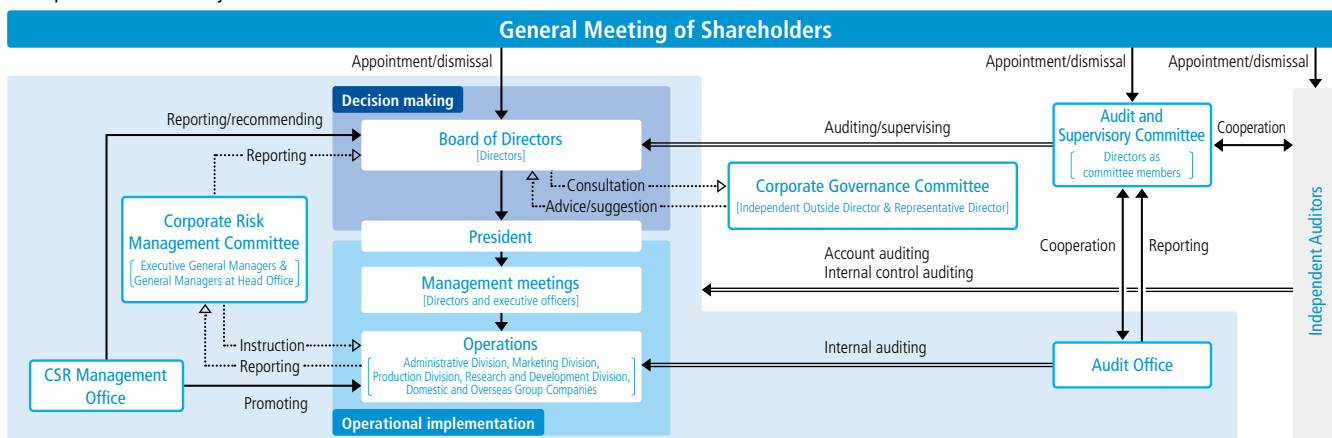 General Meeting of Shareholders
Appointment/dismissal
Appointment/dismissal
Appointment/dismissal
Decision making
Reporting/recommending
Board of Directors
[Directors]
Auditing/supervising
Audit and
Supervisory Committee
[Directors as
committee members]
Cooperation
Reporting
Consultation
Advice/suggestion
Corporate Governance Committee
[Independent Outside Director & Representative Director]
Corporate Risk
Management Committee
[Executive General Managers &
General Managers at Head Office]
President
Cooperation
Reporting
Account auditing
Internal control auditing
Independent Auditors
Management meetings
[Directors and executive officers]
Instruction
Reporting
Operations
[Administrative Division, Marketing Division,
Production Division, Research and Development Division,
Domestic and Overseas Group Companies]
Internal auditing
Audit Office
CSR Management
Office
Promoting
Operational implementation